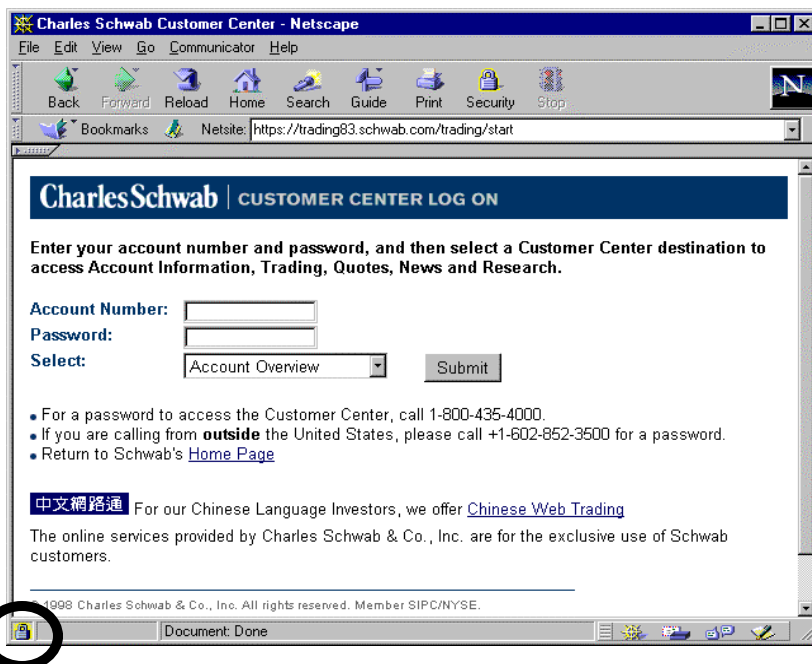 Charles Schwab Customer Center - Netscape
File Edit View Go Communicator Help
Back Forward Reload Home Search Guide Print Security Stop
N
Bookmarks Netsite: https://trading83.schwab.com/trading/start
Charles Schwab | CUSTOMER CENTER LOG ON
Enter your account number and password, and then select a Customer Center destination to
access Account Information, Trading, Quotes, News and Research.
Account Number:
Password:
Select: Account Overview Submit
• For a password to access the Customer Center, call 1-800-435-4000.
• If you are calling from outside the United States, please call +1-602-852-3500 for a password.
• Return to Schwab's Home Page
中文網路通 For our Chinese Language Investors, we offer Chinese Web Trading
The online services provided by Charles Schwab & Co., Inc. are for the exclusive use of Schwab
customers.
© 1998 Charles Schwab & Co., Inc. All rights reserved. Member SIPC/NYSE.
Document: Done